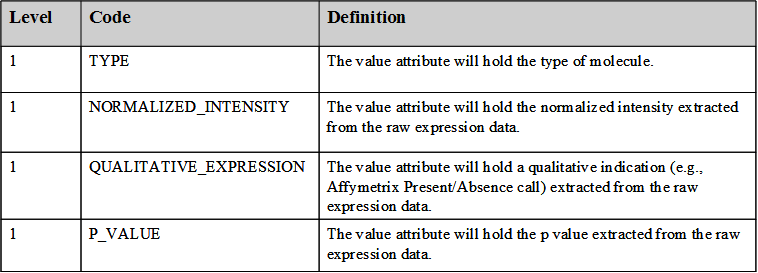 Level Code Definition
1 TYPE The value attribute will hold the type of molecule.
1 NORMALIZED_INTENSITY The value attribute will hold the normalized intensity extracted
from the raw expression data.
1 QUALITATIVE_EXPRESSION The value attribute will hold a qualitative indication (e.g.,
Affymetrix Present/Absence call) extracted from the raw
expression data.
1 P_VALUE The value attribute will hold the p value extracted from the raw
expression data.